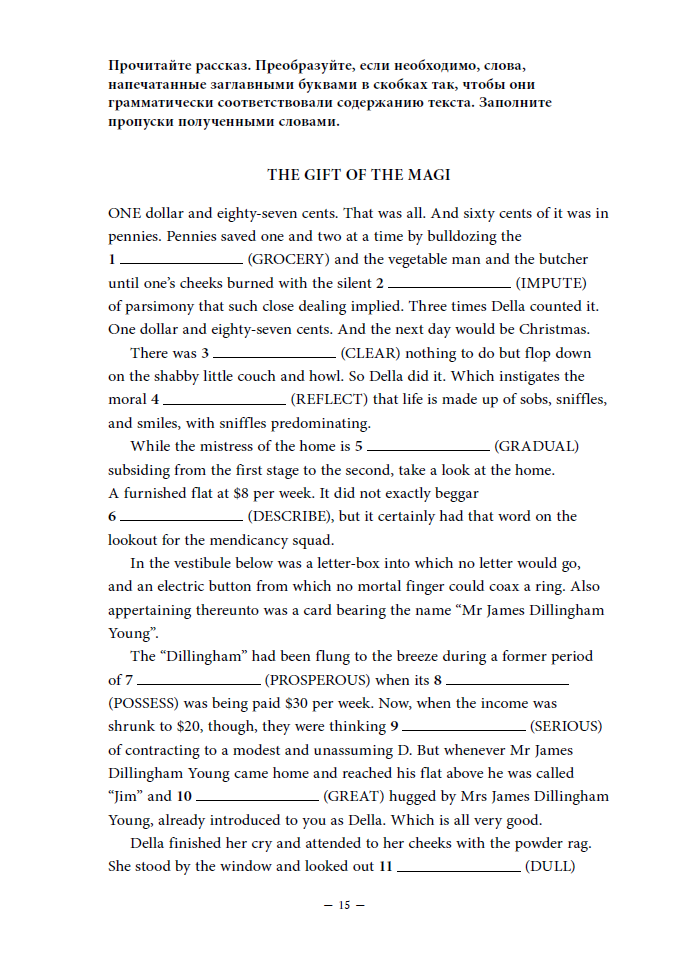 Прочитайте рассказ. Преобразуйте, если необходимо, слова,
напечатанные заглавными буквами в скобках так, чтобы они
грамматически соответствовали содержанию текста. Заполните
пропуски полученными словами.
THE GIFT OF THE MAGI
ONE dollar and eighty-seven cents. That was all. And sixty cents of it was in
pennies. Pennies saved one and two at a time by bulldozing the
1 ________________ (GROCERY) and the vegetable man and the butcher
until one’s cheeks burned with the silent 2 ________________ (IMPUTE)
of parsimony that such close dealing implied. Three times Della counted it.
One dollar and eighty-seven cents. And the next day would be Christmas.
There was 3 ________________ (CLEAR) nothing to do but flop down
on the shabby little couch and howl. So Della did it. Which instigates the
moral 4 ________________ (REFLECT) that life is made up of sobs, sniffles,
and smiles, with sniffles predominating.
While the mistress of the home is 5 ________________ (GRADUAL)
subsiding from the first stage to the second, take a look at the home.
A furnished flat at $8 per week. It did not exactly beggar
6 ________________ (DESCRIBE), but it certainly had that word on the
lookout for the mendicancy squad.
In the vestibule below was a letter-box into which no letter would go,
and an electric button from which no mortal finger could coax a ring. Also
appertaining thereunto was a card bearing the name “Mr James Dillingham
Young”.
The “Dillingham” had been flung to the breeze during a former period
of 7 ________________ (PROSPEROUS) when its 8 ________________
(POSSESS) was being paid $30 per week. Now, when the income was
shrunk to $20, though, they were thinking 9 ________________ (SERIOUS)
of contracting to a modest and unassuming D. But whenever Mr James
Dillingham Young came home and reached his flat above he was called
“Jim” and 10 ________________ (GREAT) hugged by Mrs James Dillingham
Young, already introduced to you as Della. Which is all very good.
Della finished her cry and attended to her cheeks with the powder rag.
She stood by the window and looked out 11 ________________ (DULL)
— 15 —